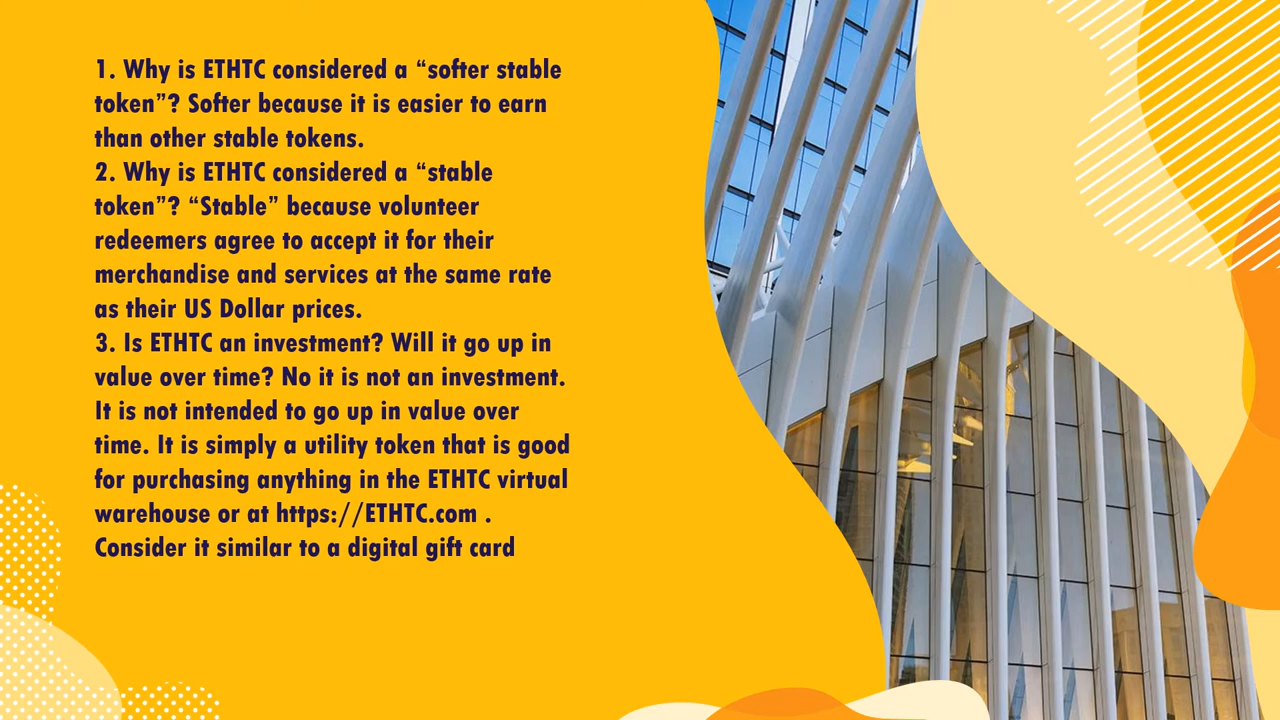 1. Why is ETHTC considered a “softer stable
token”? Softer because it is easier to earn
than other stable tokens.
2. Why is ETHTC considered a “stable
token”? “Stable” because volunteer
redeemers agree to accept it for their
merchandise and services at the same rate
as their US Dollar prices.
3. Is ETHTC an investment? Will it go up in
value over time? No it is not an investment.
It is not intended to go up in value over
time. It is simply a utility token that is good
for purchasing anything in the ETHTC virtual
warehouse or at https://ETHTC.com .
Consider it similar to a digital gift card